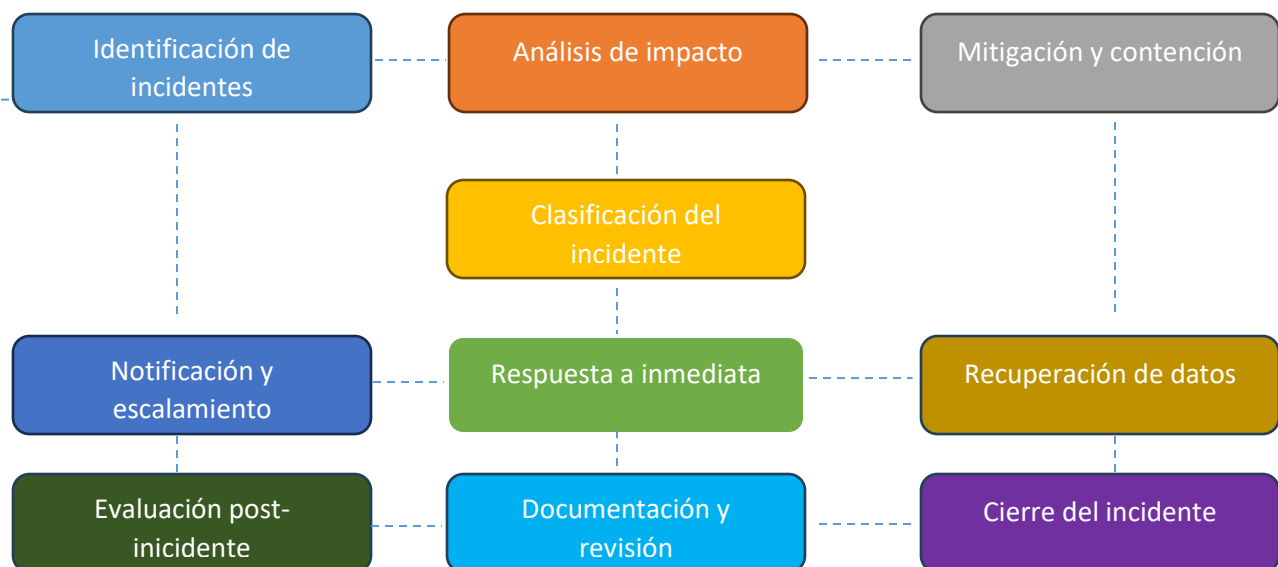 Identificación de
incidentes
Análisis de impacto
Mitigación y contención
Clasificación del
incidente
Notificación y
escalamiento
Respuesta a inmediata
Recuperación de datos
Evaluación post-
inicidente
Documentación y
revisión
Cierre del incidente